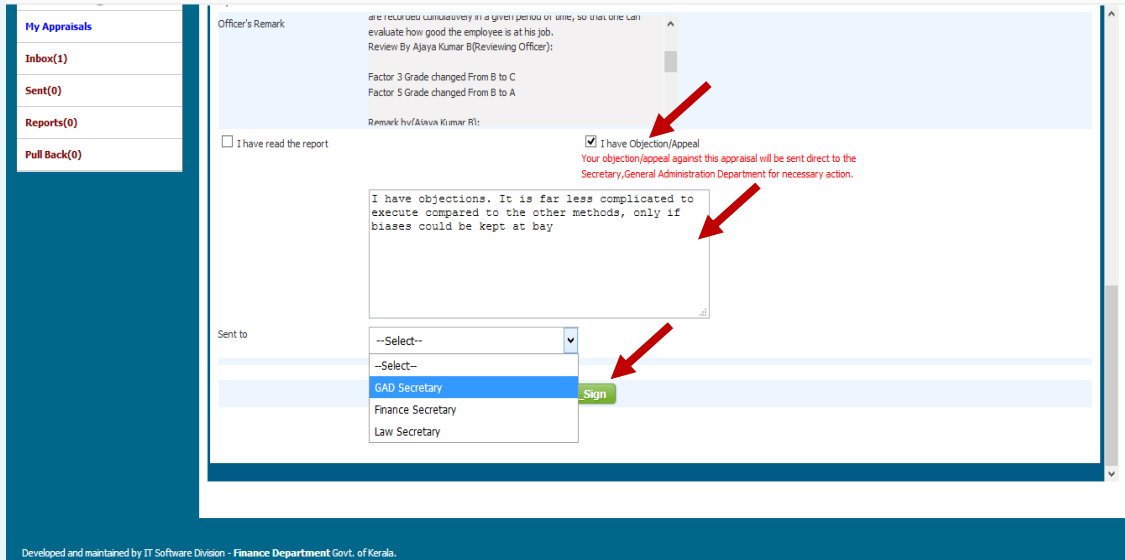 My Appraisals
Inbox(1)
Sent(0)
Reports(0)
Pull Back(0)
Officer's Remark
are recorded cumulatively in a given period of time, so that one can
evaluate how good the employee is at his job.
Review By Ajaya Kumar B(Reviewing Officer):
Factor 3 Grade changed From B to C
Factor 5 Grade changed From B to A
Remark by(Ajaya Kumar B):
I have read the report
I have Objection/Appeal
Your objection/appeal against this appraisal will be sent direct to the
Secretary,General Administration Department for necessary action.
I have objections. It is far less complicated to
execute compared to the other methods, only if
biases could be kept at bay
Sent to
--Select--
--Select--
GAD Secretary
Finance Secretary
Law Secretary
_Sign
Developed and maintained by IT Software Division - Finance Department Govt. of Kerala.